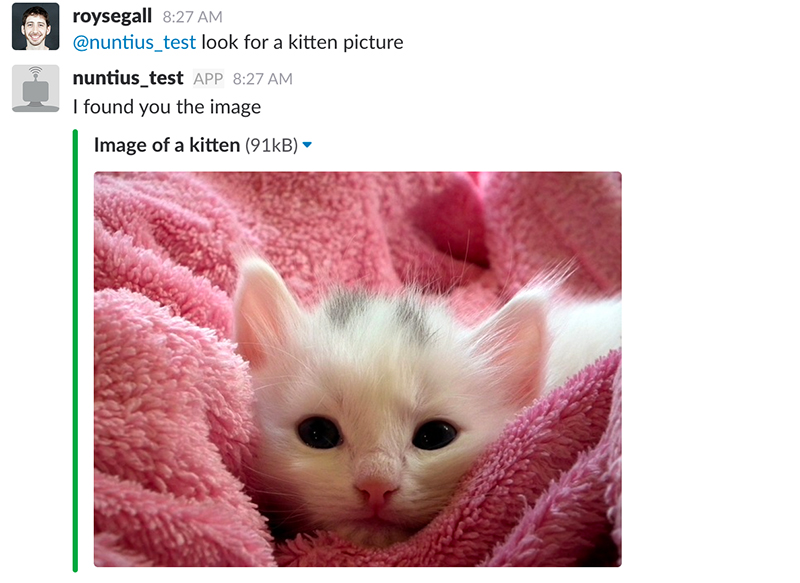 roysegall 8:27 AM
@nuntius_test look for a kitten picture
nuntius_test APP 8:27 AM
I found you the image
Image of a kitten (91kB)